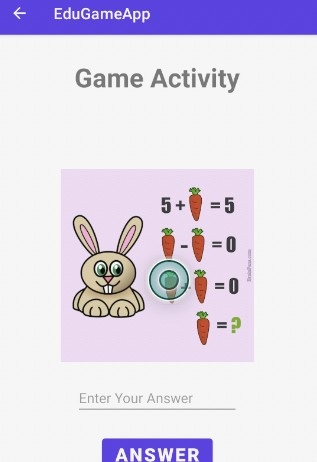 EduGameApp
Game Activity
5 + = 5
- = 0
= 0
= ?
Enter Your Answer
ANSWER